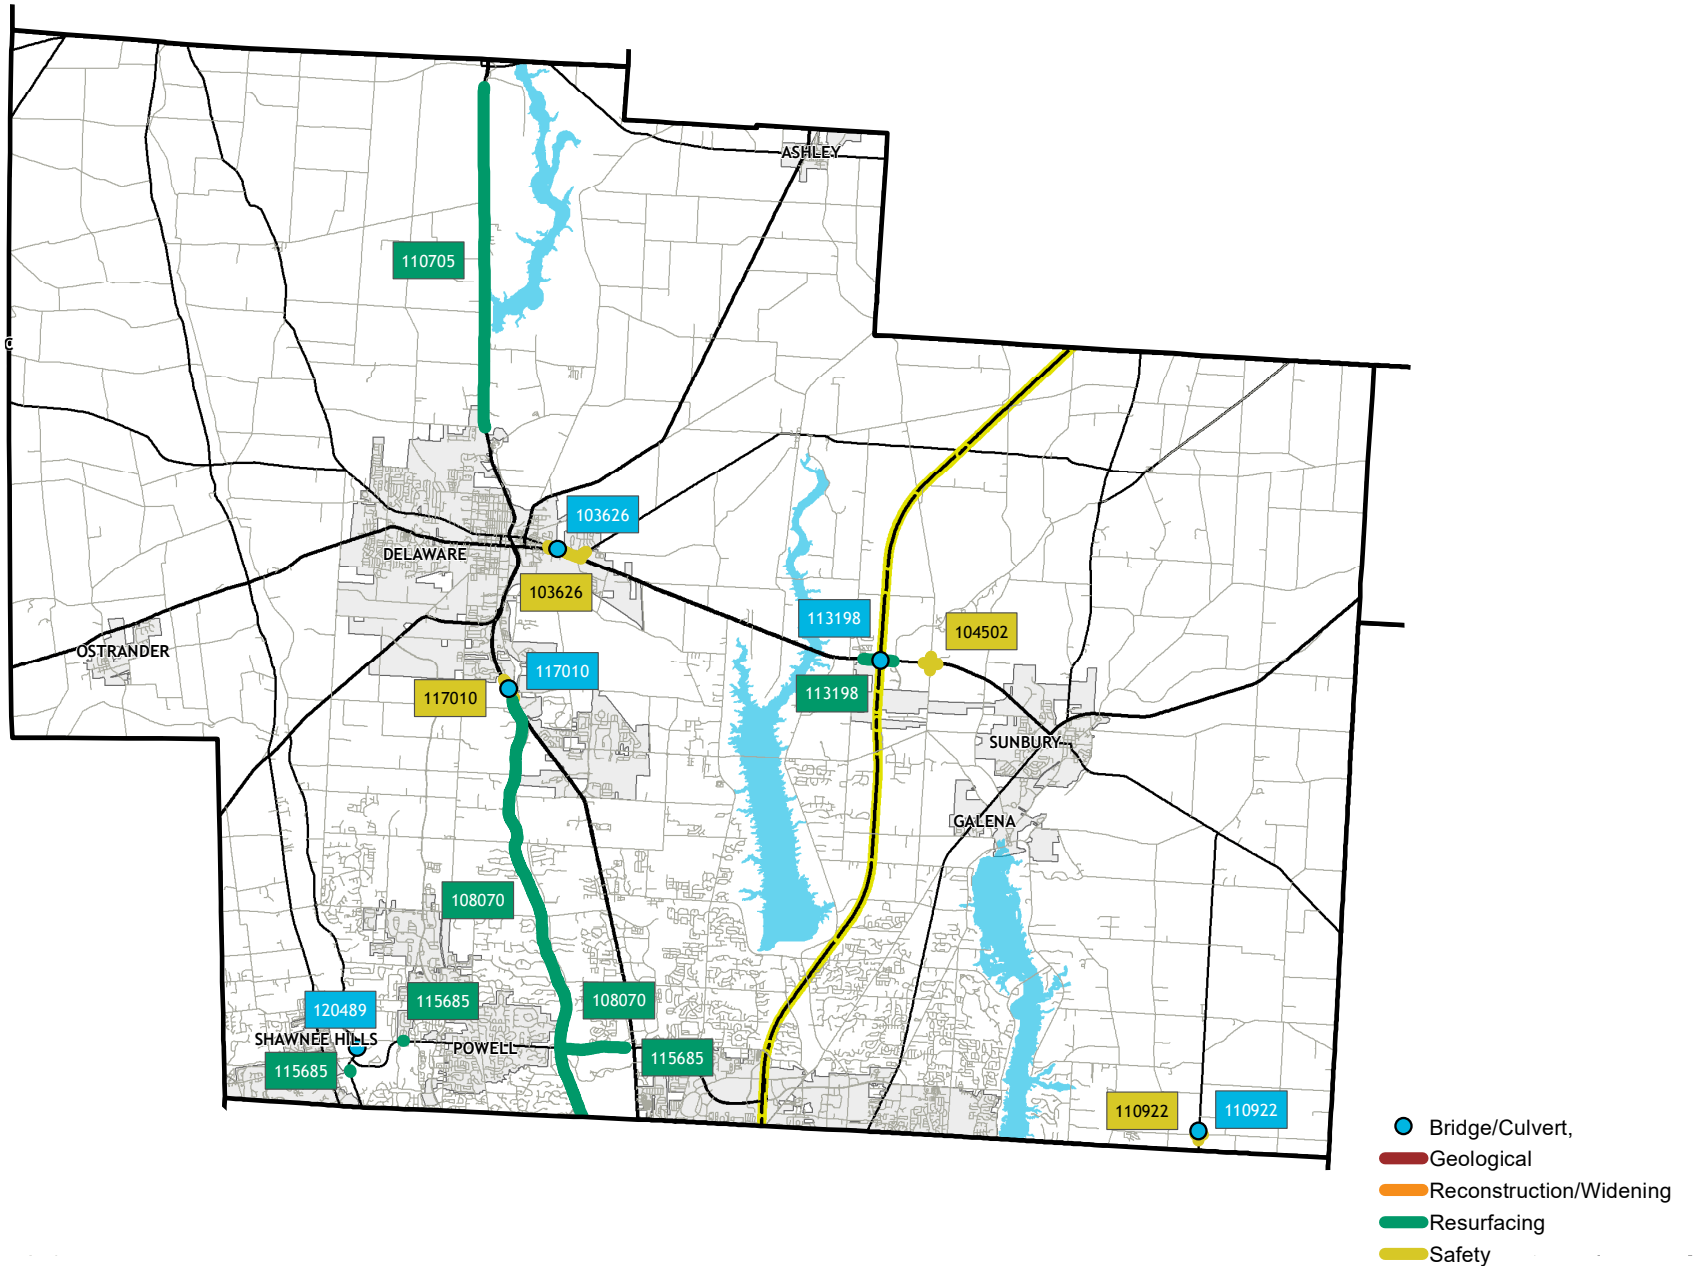 ASHLEY
110705
C
103626
DELAWARE
103626
113198
104502
OSTRANDER
117010
117010
113198
SUNBURY
GALENA
108070
115685
108070
120489
SHAWNEE HILLS
POWELL
115685
115685
110922
110922
Bridge/Culvert,
Geological
Reconstruction/Widening
Resurfacing
Safety